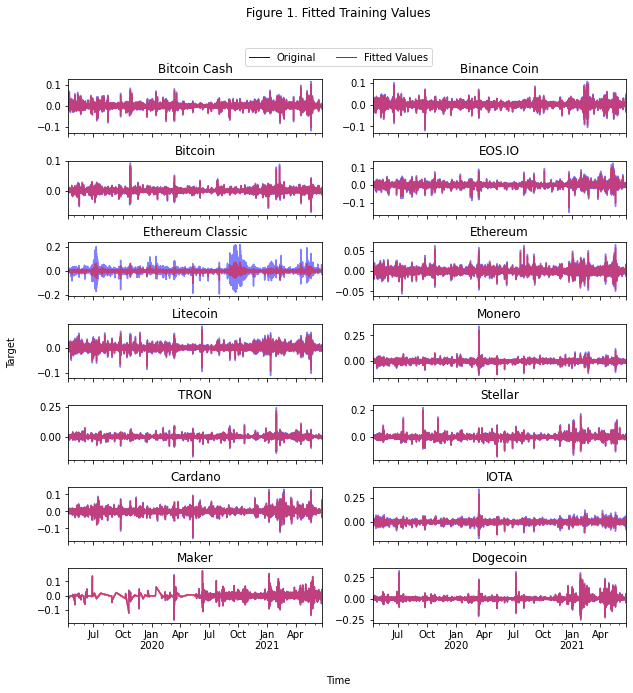 Figure 1. Fitted Training Values
Original Fitted Values
Bitcoin Cash Binance Coin
0.1 0.1
0.0 0.0
−0.1 −0.1
Bitcoin EOS.IO
0.1 0.1
0.0 0.0
−0.1
Ethereum Classic Ethereum
0.2 0.05
0.0 0.00
−0.2 −0.05
Litecoin Monero
0.0 0.25
−0.1 0.00
Target
TRON Stellar
0.25 0.2
0.00 0.0
Cardano IOTA
0.1 0.25
0.0 0.00
−0.1
Maker Dogecoin
0.1 0.25
0.0 0.00
−0.1 −0.25
Jul Oct Jan Apr Jul Oct Jan Apr Jul Oct Jan Apr Jul Oct Jan Apr
2020 2021 2020 2021
Time